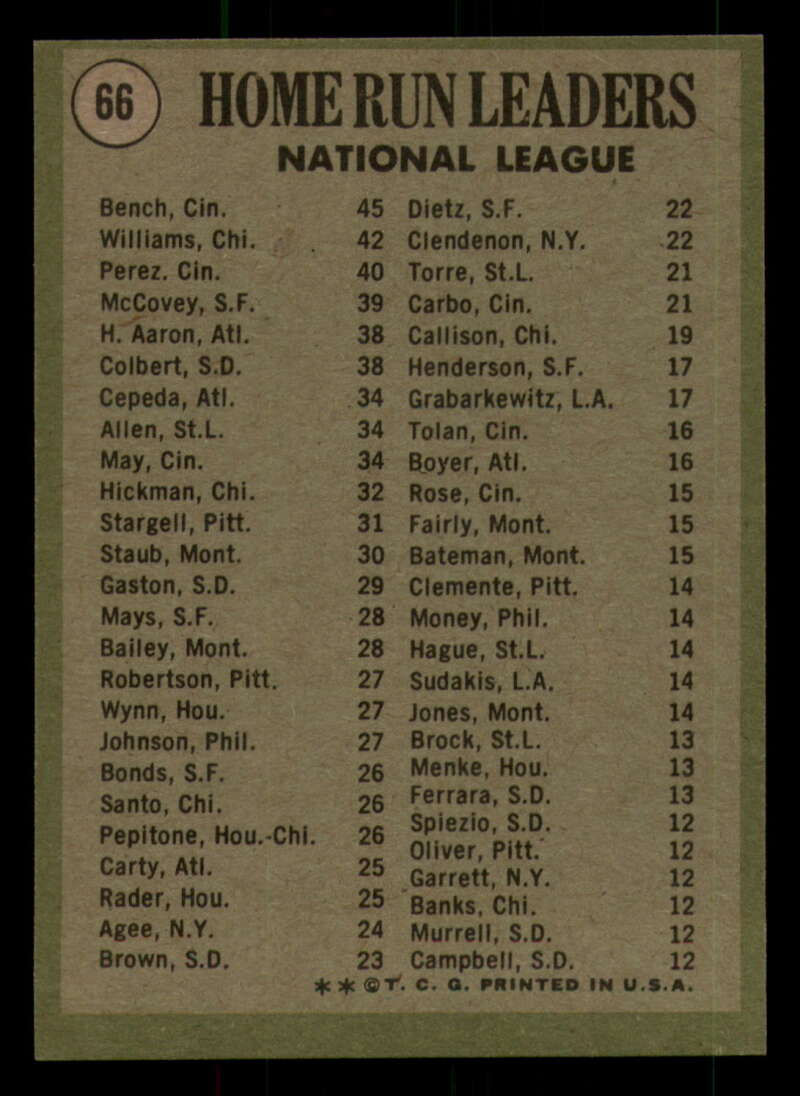 66
HOME RUN LEADERS
NATIONAL LEAGUE
Bench, Cin. 45
Williams, Chi. 42
Perez. Cin. 40
McCovey, S.F. 39
H. Aaron, Atl. 38
Colbert, S.D. 38
Cepeda, Atl. 34
Allen, St.L. 34
May, Cin. 34
Hickman, Chi. 32
Stargell, Pitt. 31
Staub, Mont. 30
Gaston, S.D. 29
Mays, S.F. 28
Bailey, Mont. 28
Robertson, Pitt. 27
Wynn, Hou. 27
Johnson, Phil. 27
Bonds, S.F. 26
Santo, Chi. 26
Pepitone, Hou.-Chi. 26
Carty, Atl. 25
Rader, Hou. 25
Agee, N.Y. 24
Brown, S.D. 23
Dietz, S.F. 22
Clendenon, N.Y. 22
Torre, St.L. 21
Carbo, Cin. 21
Callison, Chi. 19
Henderson, S.F. 17
Grabarkewitz, L.A. 17
Tolan, Cin. 16
Boyer, Atl. 16
Rose, Cin. 15
Fairly, Mont. 15
Bateman, Mont. 15
Clemente, Pitt. 14
Money, Phil. 14
Hague, St.L. 14
Sudakis, L.A. 14
Jones, Mont. 14
Brock, St.L. 13
Menke, Hou. 13
Ferrara, S.D. 13
Spiezio, S.D. 12
Oliver, Pitt. 12
Garrett, N.Y. 12
Banks, Chi. 12
Murrell, S.D. 12
Campbell, S.D. 12
** © T. C. G. PRINTED IN U.S.A.